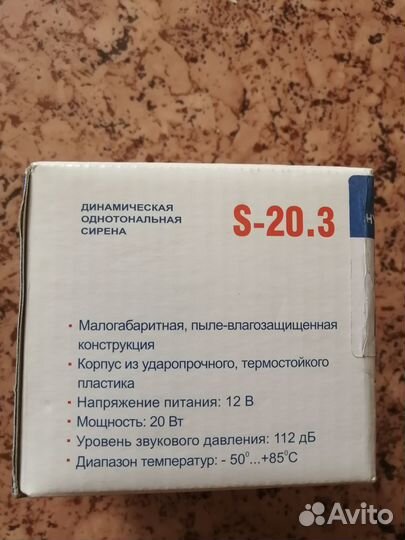 ДИНАМИЧЕСКАЯ
ОДНОТОНАЛЬНАЯ
СИРЕНА
S-20.3
• Малогабаритная, пыле-влагозащищенная
конструкция
• Корпус из ударопрочного, термостойкого
пластика
• Напряжение питания: 12 В
• Мощность: 20 Вт
• Уровень звукового давления: 112 дБ
• Диапазон температур: - 50°...+85°С
Avito